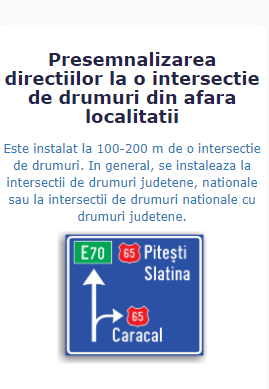 Presemnalizarea
directiilor la o intersectie
de drumuri din afara
localitatii
Este instalat la 100-200 m de o intersectie
de drumuri. In general, se instaleaza la
intersectii de drumuri judetene, nationale
sau la intersectii de drumuri nationale cu
drumuri judetene.
E70 65 Pitești
Slatina
65
Caracal